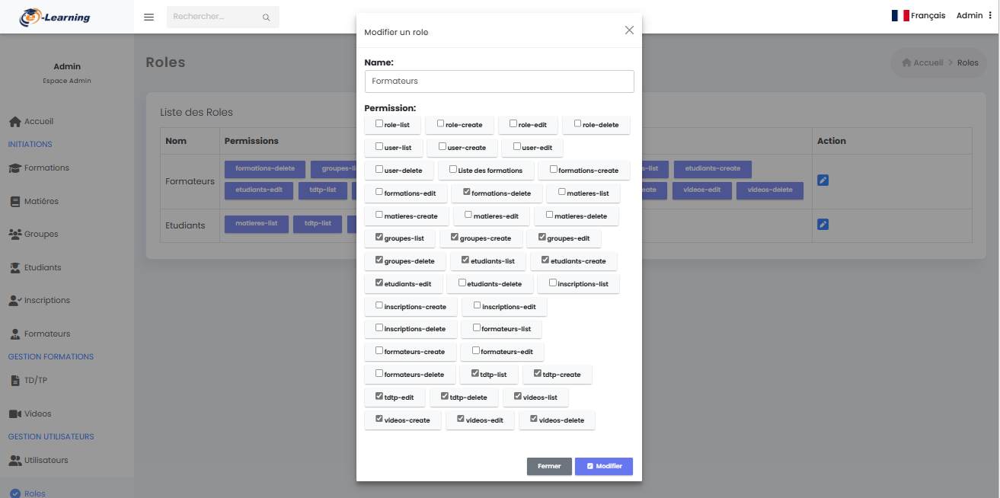 e-Learning
Rechercher...
Français
Admin
Admin
Espace Admin
Accueil
INITIATIONS
Formations
Matiéres
Groupes
Etudiants
Inscriptions
Formateurs
GESTION FORMATIONS
TD/TP
Videos
GESTION UTILISATEURS
Utilisateurs
Roles
Roles
Accueil > Roles
Liste des Roles
Nom Permissions Action
Formateurs
formations-delete etudiants-create
etudiants-edit tdtp-list videos-edit videos-delete
Etudiants
matieres-list tdtp-list
Modifier un role
Name:
Formateurs
Permission:
role-list role-create role-edit role-delete
user-list user-create user-edit
user-delete Liste des formations formations-create
formations-edit formations-delete matieres-list
matieres-create matieres-edit matieres-delete
groupes-list groupes-create groupes-edit
groupes-delete etudiants-list etudiants-create
etudiants-edit etudiants-delete inscriptions-list
inscriptions-create inscriptions-edit
inscriptions-delete formateurs-list
formateurs-create formateurs-edit
formateurs-delete tdtp-list tdtp-create
tdtp-edit tdtp-delete videos-list
videos-create videos-edit videos-delete
Fermer Modifier